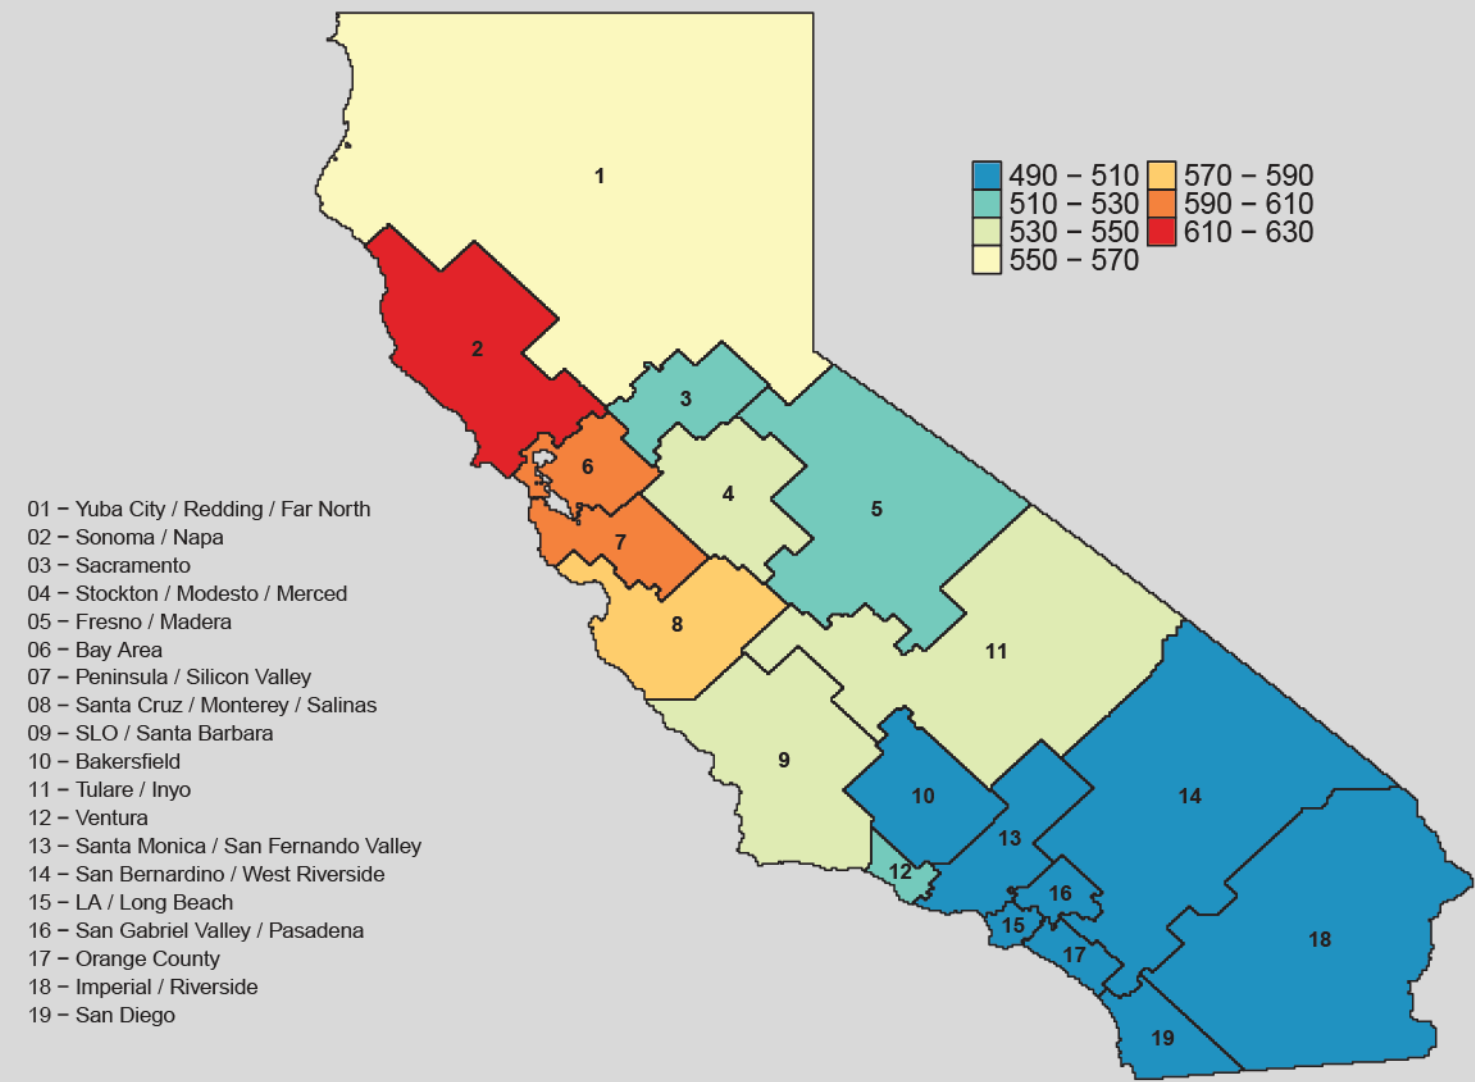 1
490 − 510
570 − 590
510 − 530
590 − 610
530 − 550
610 − 630
550 − 570
2
3
6
4
5
7
8
11
9
10
14
13
12
16
15
17
18
19
01 − Yuba City / Redding / Far North
02 − Sonoma / Napa
03 − Sacramento
04 − Stockton / Modesto / Merced
05 − Fresno / Madera
06 − Bay Area
07 − Peninsula / Silicon Valley
08 − Santa Cruz / Monterey / Salinas
09 − SLO / Santa Barbara
10 − Bakersfield
11 − Tulare / Inyo
12 − Ventura
13 − Santa Monica / San Fernando Valley
14 − San Bernardino / West Riverside
15 − LA / Long Beach
16 − San Gabriel Valley / Pasadena
17 − Orange County
18 − Imperial / Riverside
19 − San Diego